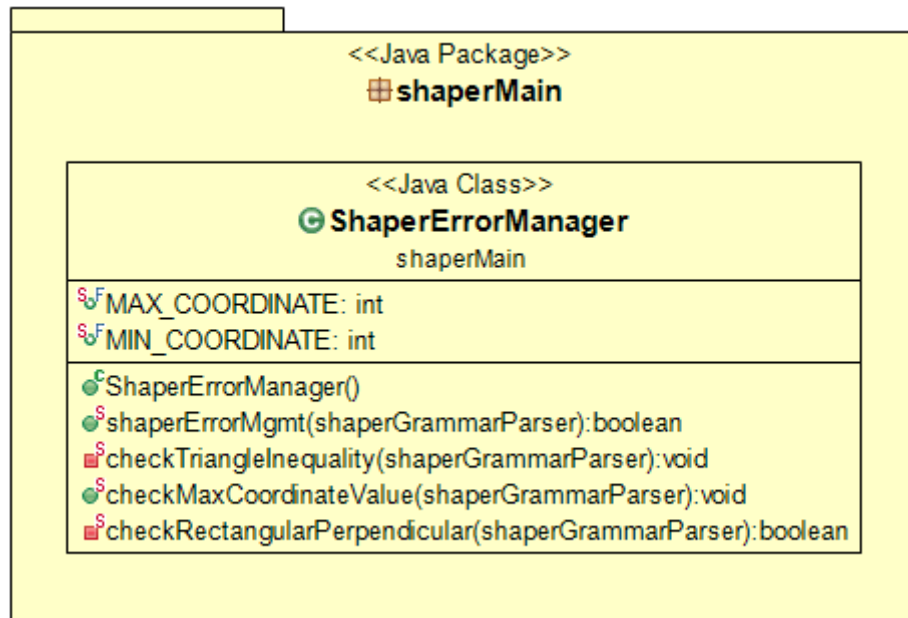 <<Java Package>>
shaperMain
<<Java Class>>
C ShaperErrorManager
shaperMain
S F MAX_COORDINATE: int
S F MIN_COORDINATE: int
C ShaperErrorManager()
S shaperErrorMgmt(shaperGrammarParser):boolean
S checkTriangleInequality(shaperGrammarParser):void
S checkMaxCoordinateValue(shaperGrammarParser):void
S checkRectangularPerpendicular(shaperGrammarParser):boolean